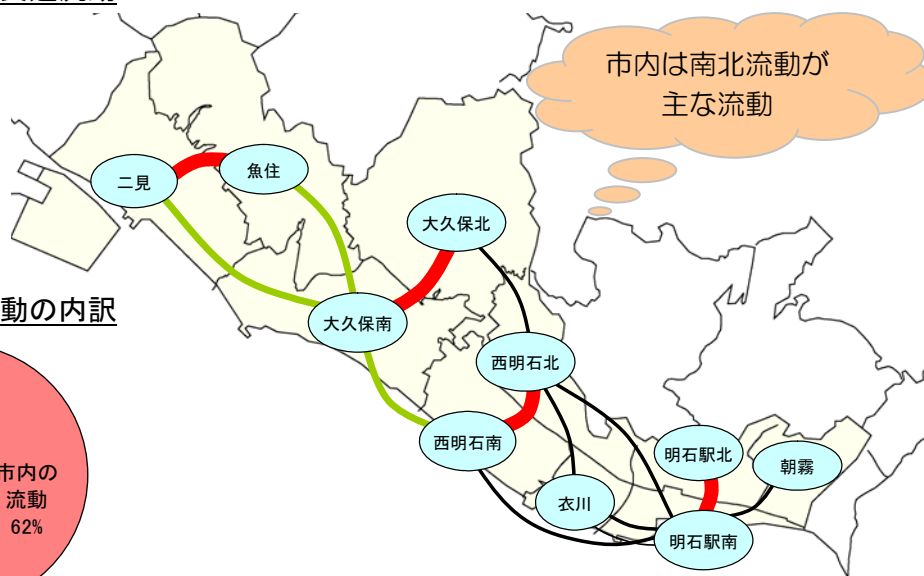 市内は南北流動が
主な流動
二見
魚住
大久保北
大久保南
動の内訳
西明石北
西明石南
明石駅北
朝霧
市内の
流動
62%
衣川
明石駅南